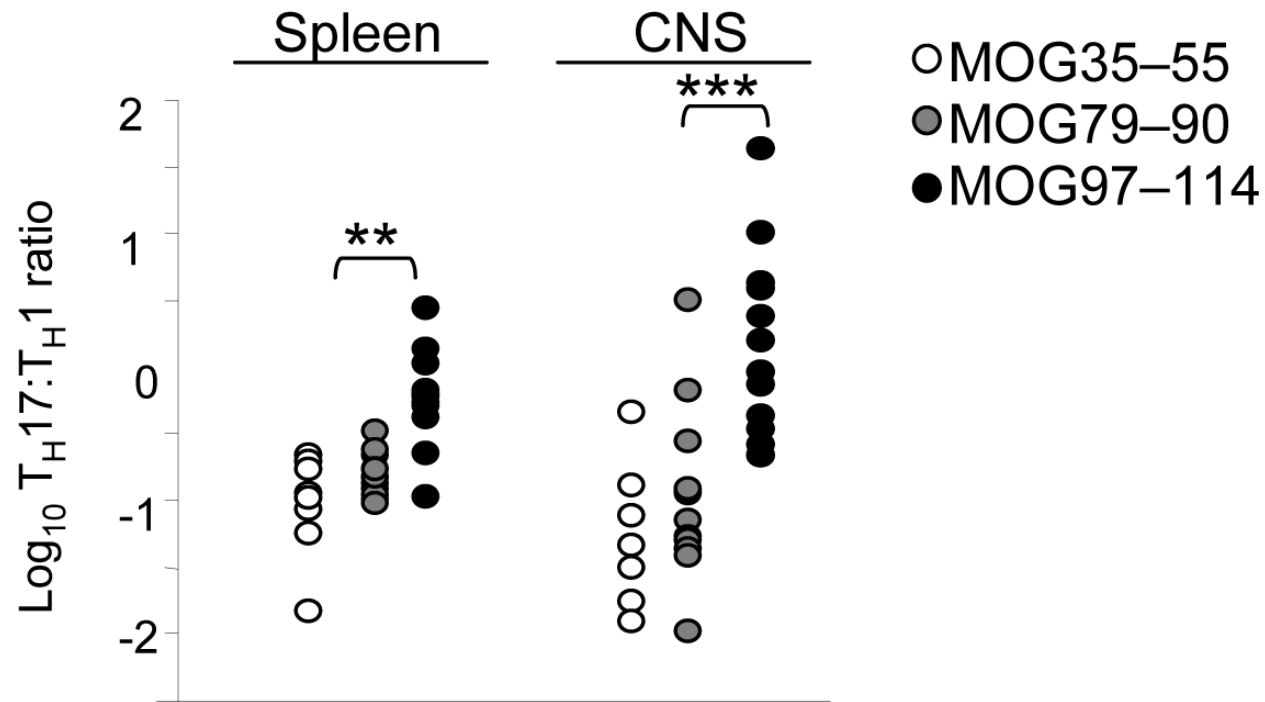 Spleen
CNS
MOG35–55
MOG79–90
MOG97–114
***
**
2
1
0
-1
-2
Log10 TH17:TH1 ratio